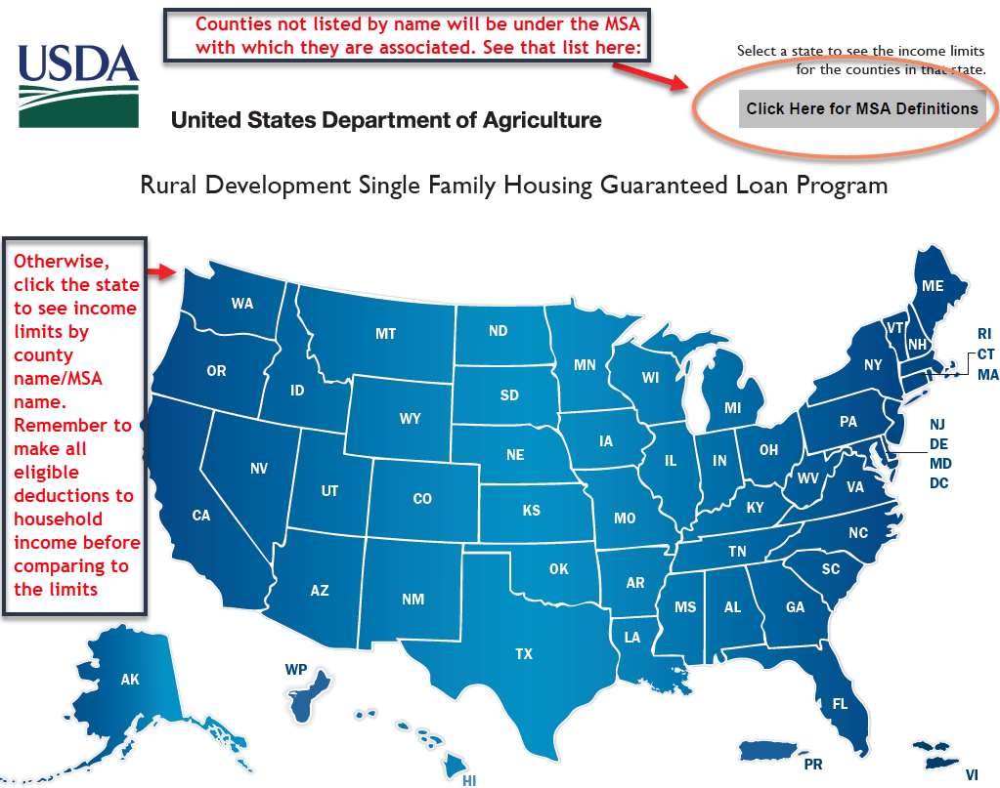 Counties not listed by name will be under the MSA
with which they are associated. See that list here:
USDA
United States Department of Agriculture
Select a state to see the income limits
for the counties in that state.
Click Here for MSA Definitions
Rural Development Single Family Housing Guaranteed Loan Program
Otherwise,
click the state
to see income
limits by
county
name/MSA
name.
Remember to
make all
eligible
deductions to
household
income before
comparing to
the limits
WA
OR
CA
NV
ID
MT
WY
UT
AZ
CO
NM
ND
SD
NE
KS
OK
TX
MN
IA
MO
AR
LA
WI
IL
MI
IN
OH
KY
TN
MS
AL
GA
FL
SC
NC
VA
WV
PA
NY
VT
NH
ME
RI
CT
MA
NJ
DE
MD
DC
AK
WP
HI
PR
VI